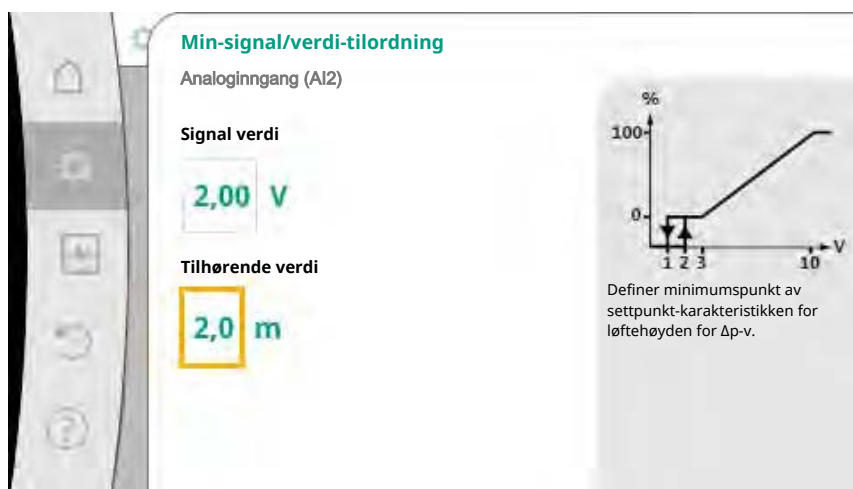 Min-signal/verdi-tilordning
Analoginngang (AI2)
Signal verdi
2,00 V
Tilhørende verdi
2,0 m
%
100
0
1 2 3 10 V
Definer minimumspunkt av
settpunkt-karakteristikken for
løftehøyden for Δp-v.
?